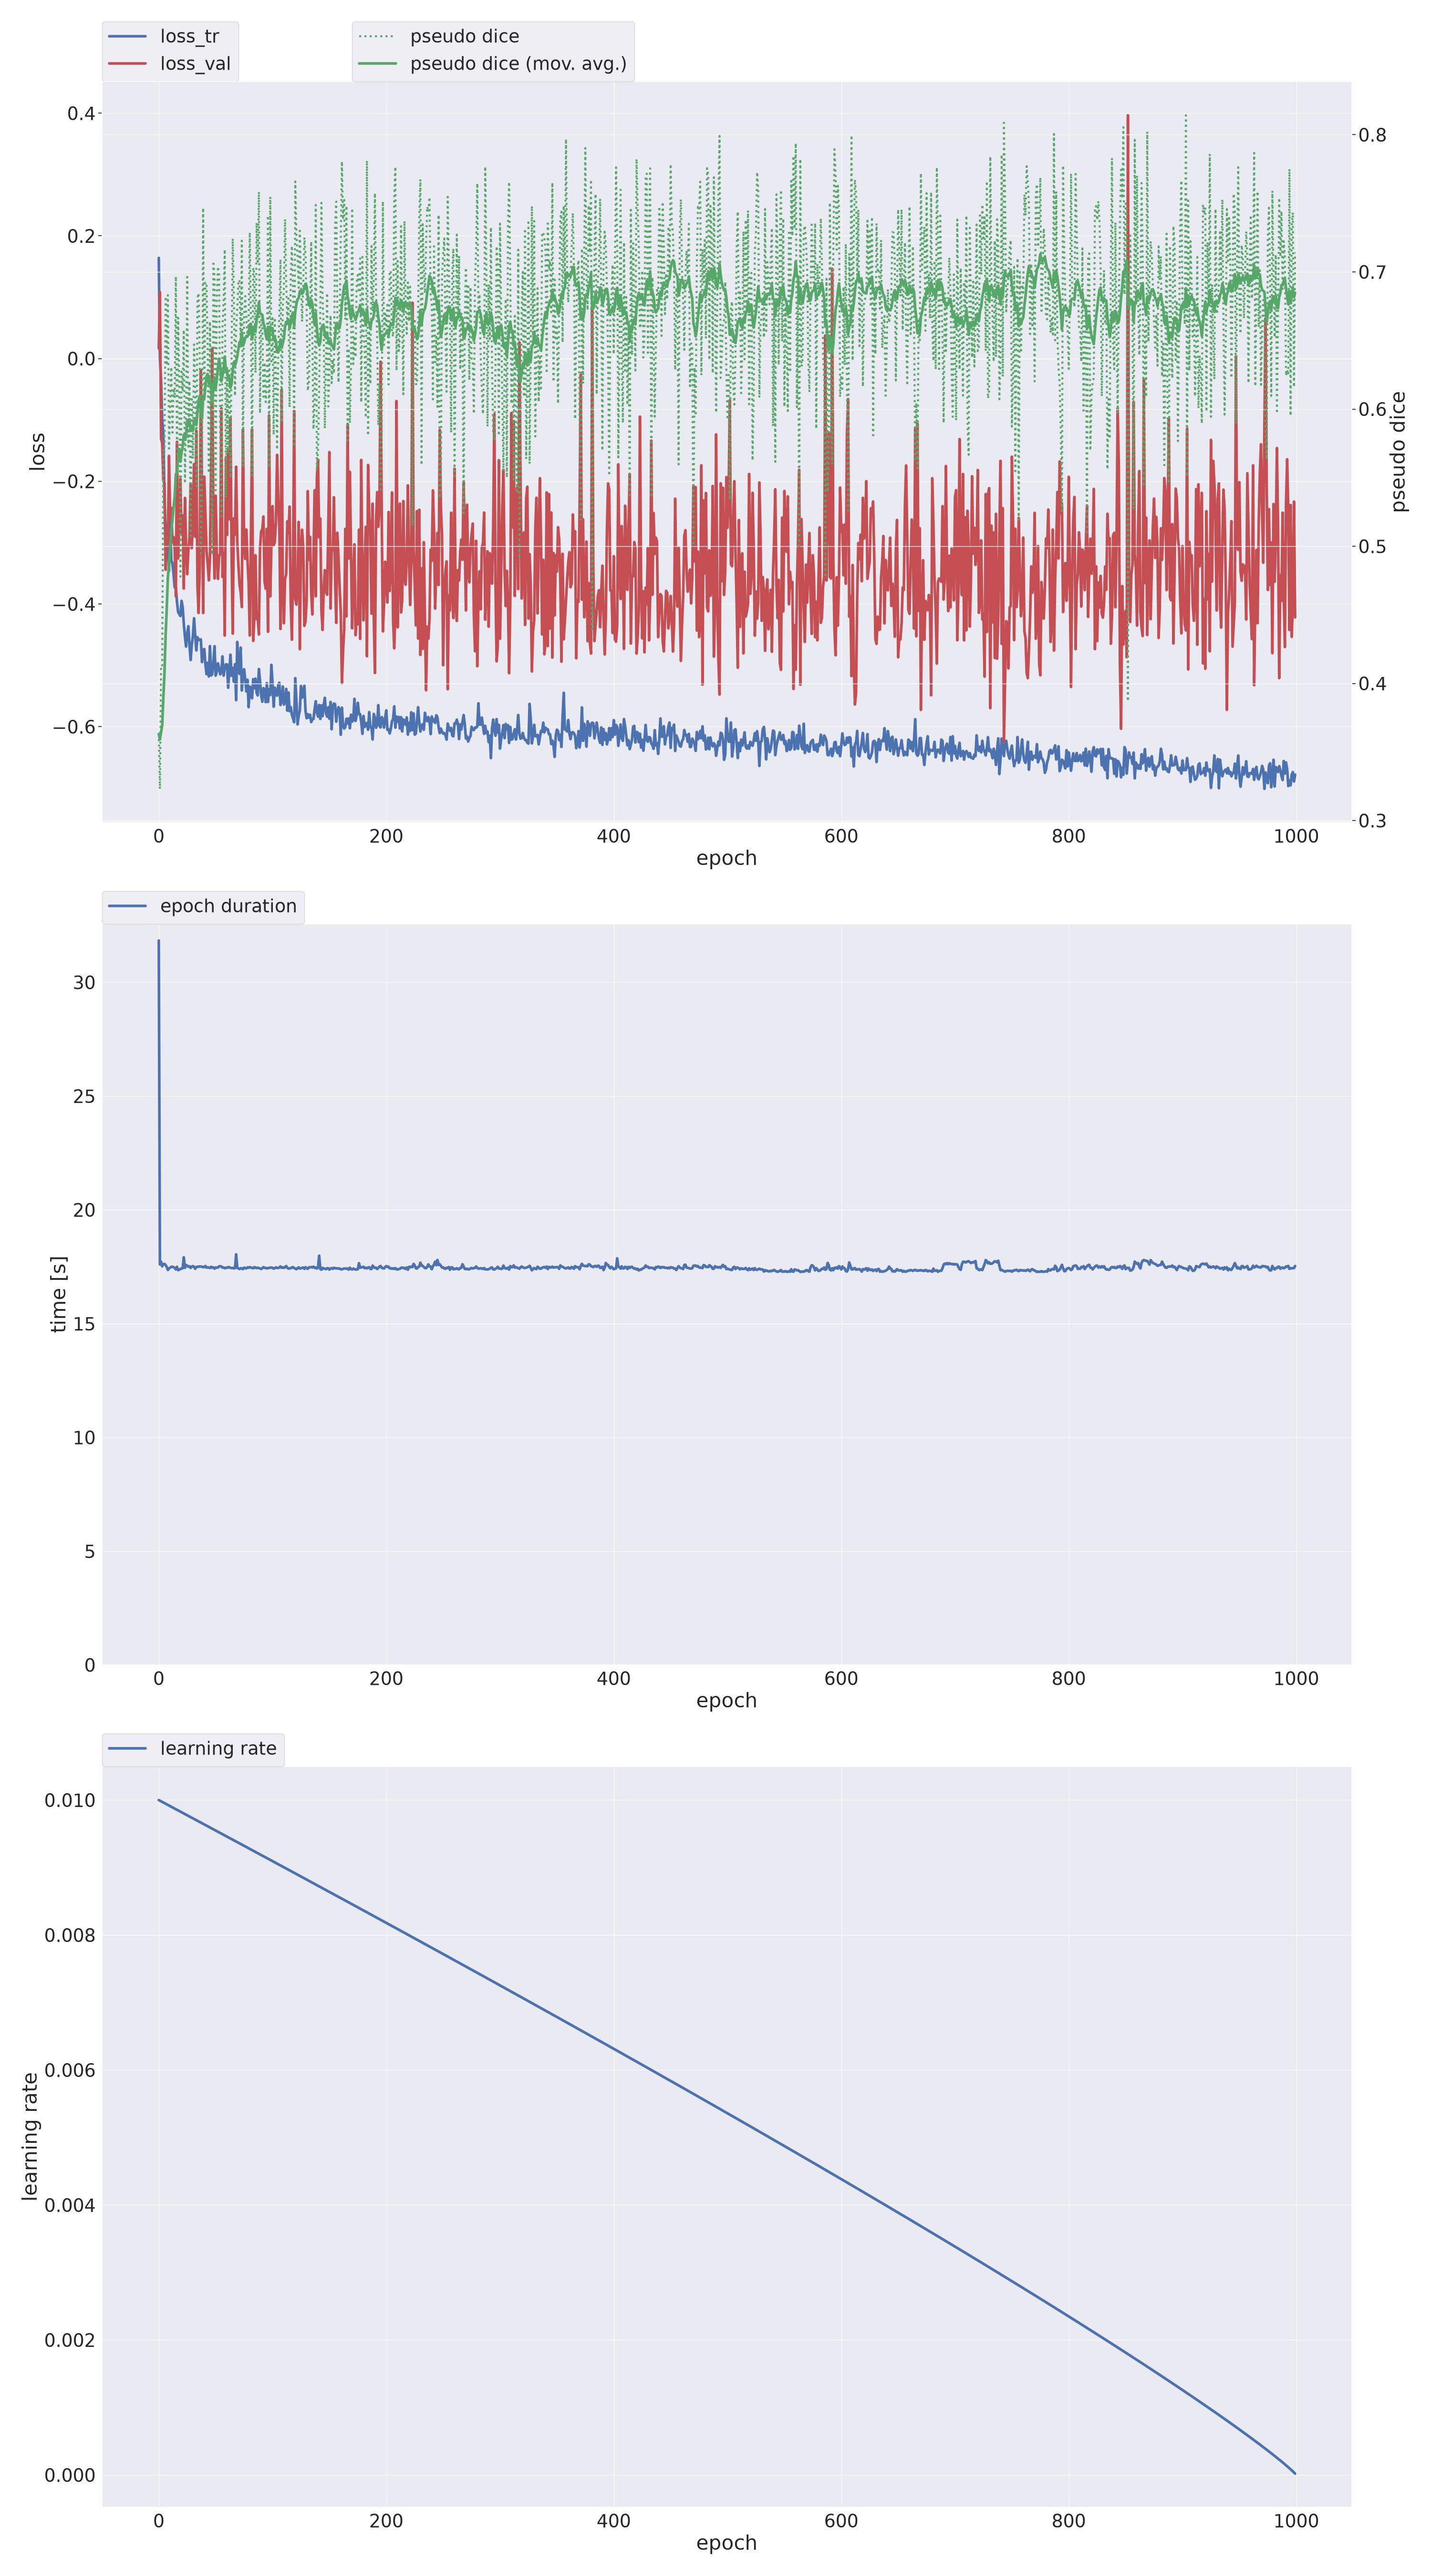 loss_tr
loss_val
pseudo dice
pseudo dice (mov. avg.)
0.4
0.2
0.0
−0.2
−0.4
−0.6
loss
0.8
0.7
0.6
0.5
0.4
0.3
pseudo dice
0 200 400 600 800 1000
epoch
epoch duration
30
25
20
15
10
5
0
time [s]
0 200 400 600 800 1000
epoch
learning rate
0.010
0.008
0.006
0.004
0.002
0.000
learning rate
0 200 400 600 800 1000
epoch